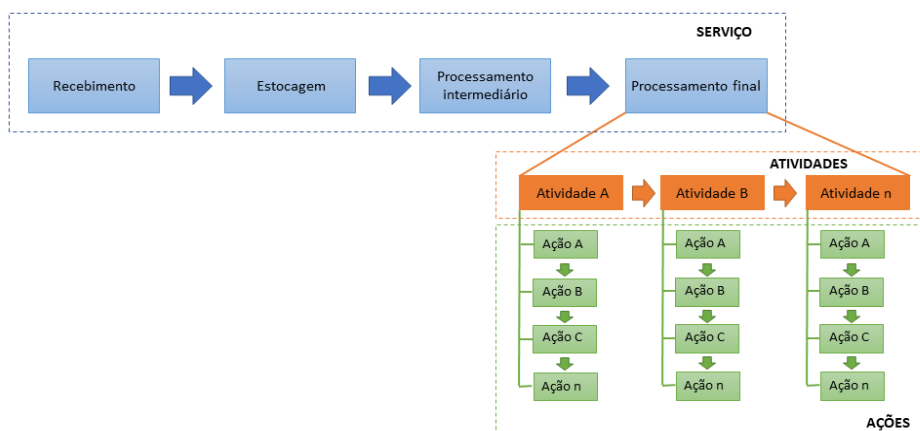 SERVIÇO
Recebimento
Estocagem
Processamento
intermediário
Processamento final
ATIVIDADES
Atividade A
Atividade B
Atividade n
Ação A
Ação A
Ação A
Ação B
Ação B
Ação B
Ação C
Ação C
Ação C
Ação n
Ação n
Ação n
AÇÕES